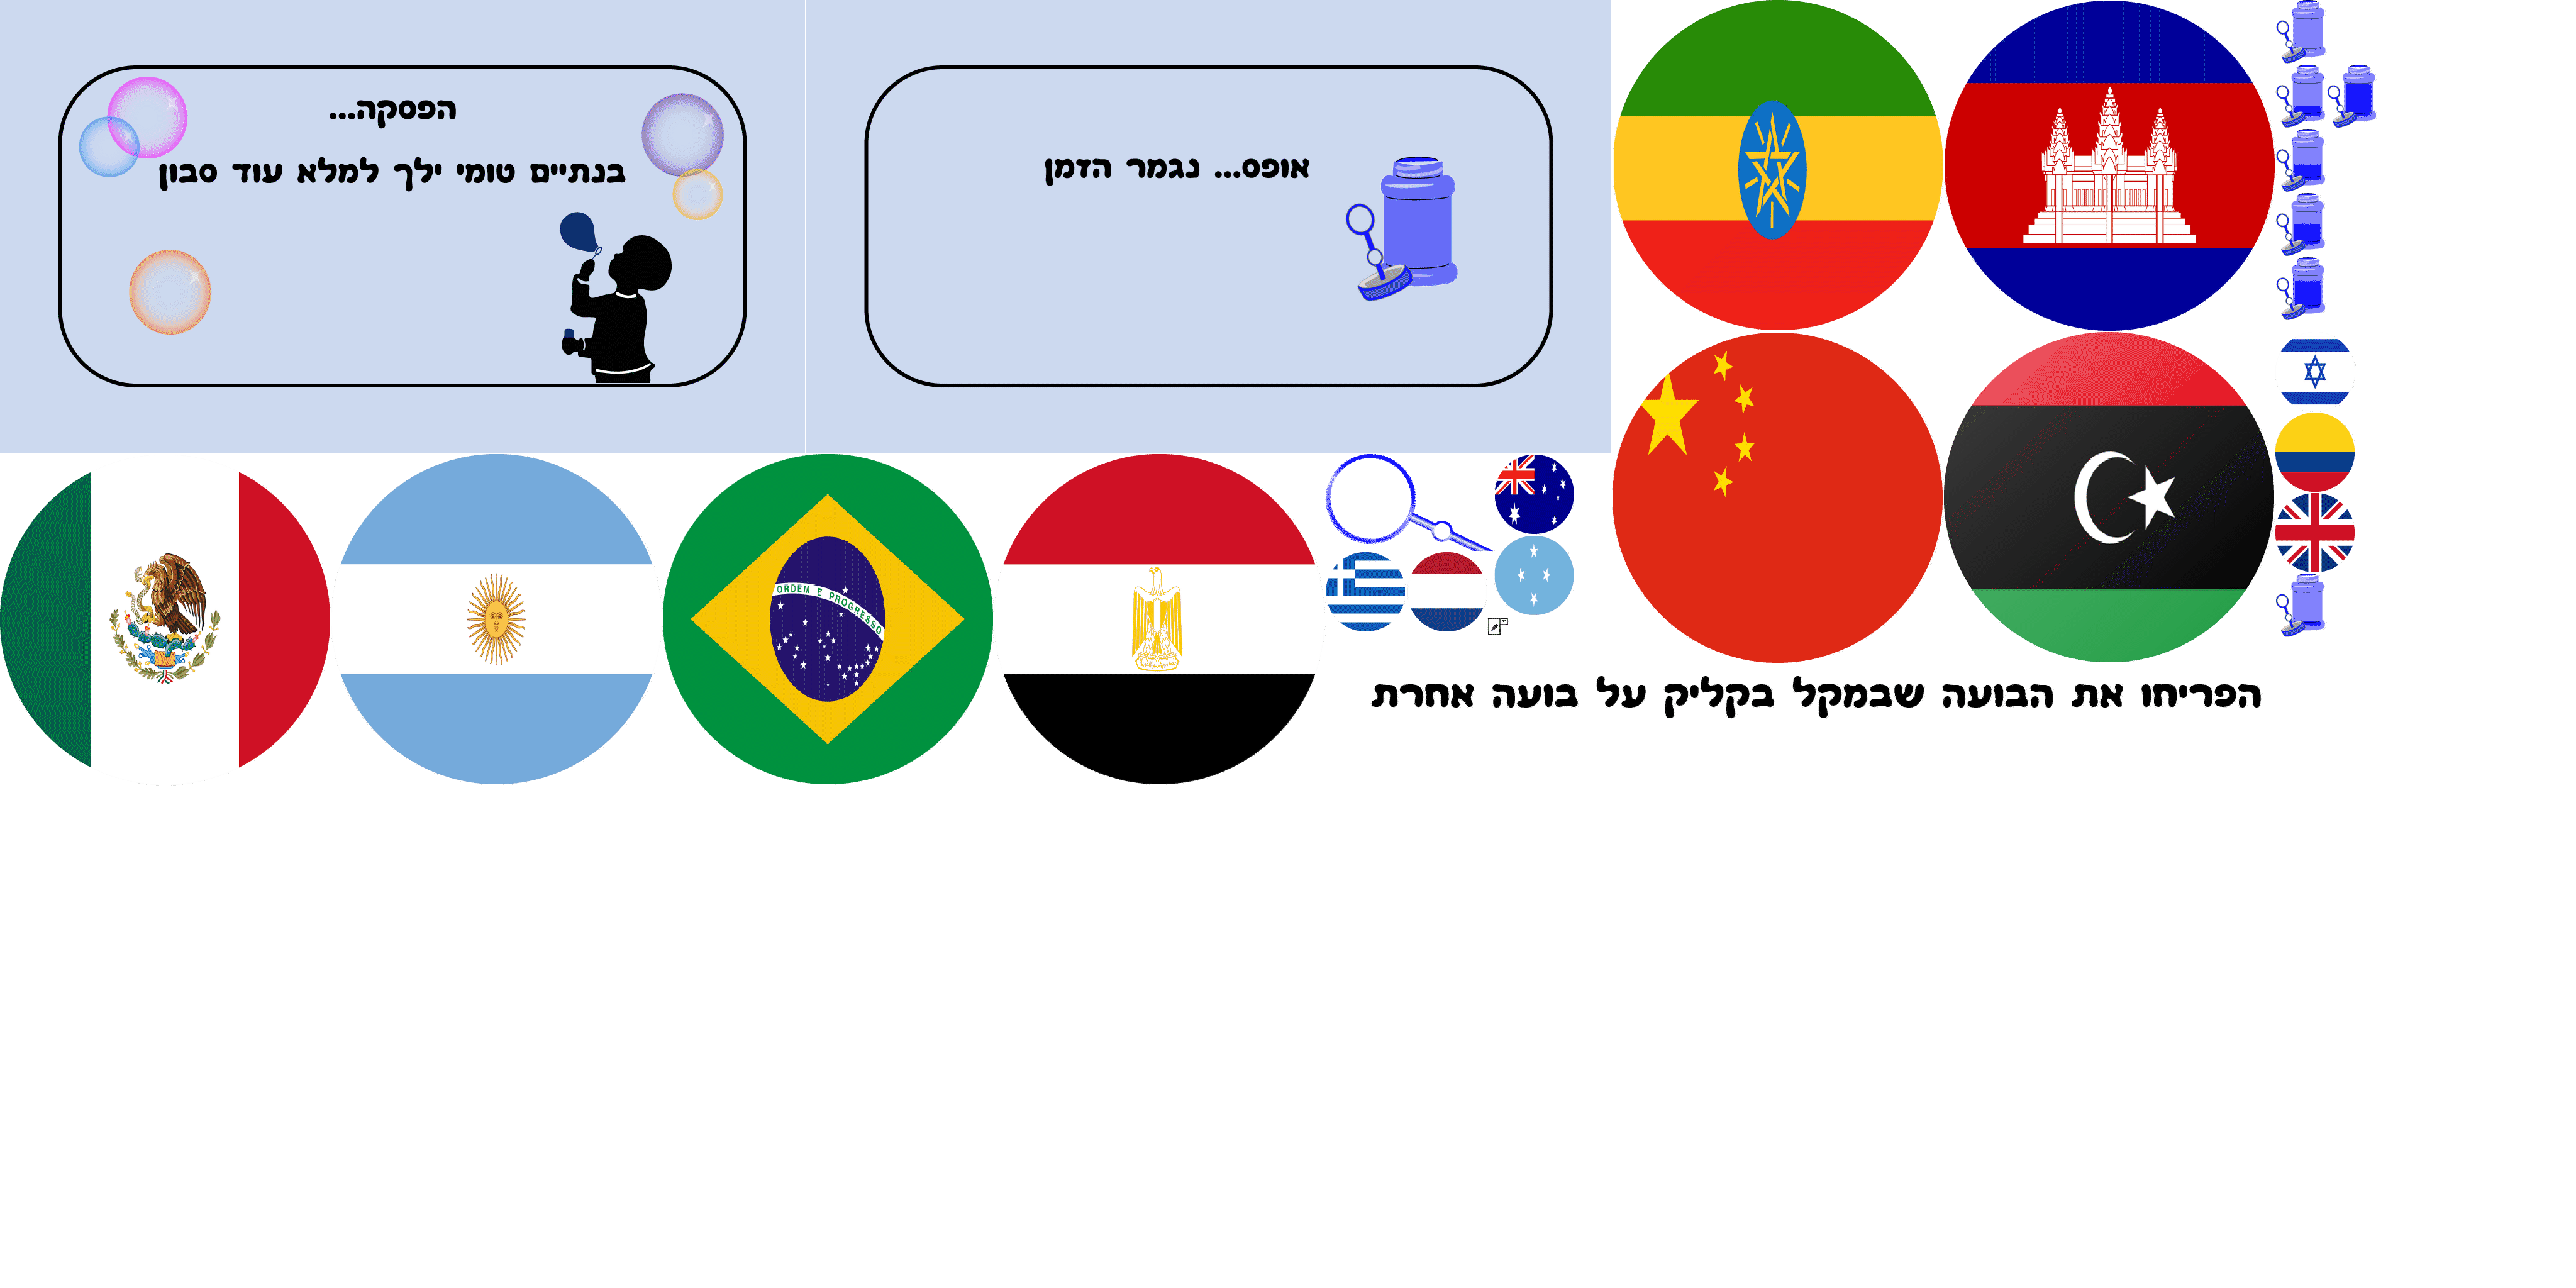 הפסקה...
בנתיים טומי ילך למלא עוד סבון
אופס... נגמר הזמן
ORDEM E PROGRESSO
הפריחו את הבועה שבמקל בקליק על בועה אחרת